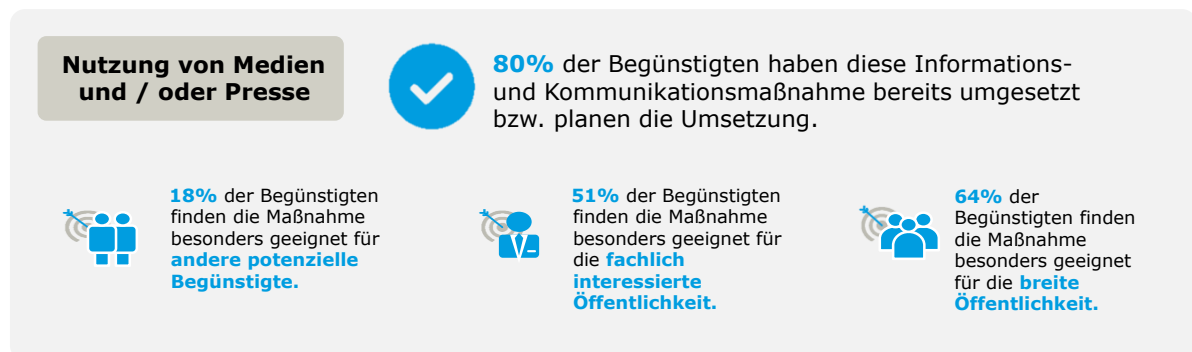 Nutzung von Medien
und / oder Presse
80% der Begünstigten haben diese Informations-
und Kommunikationsmaßnahme bereits umgesetzt
bzw. planen die Umsetzung.
18% der Begünstigten
finden die Maßnahme
besonders geeignet für
andere potenzielle
Begünstigte.
51% der Begünstigten
finden die Maßnahme
besonders geeignet für
die fachlich
interessierte
Öffentlichkeit.
64% der
Begünstigten finden
die Maßnahme
besonders geeignet
für die breite
Öffentlichkeit.